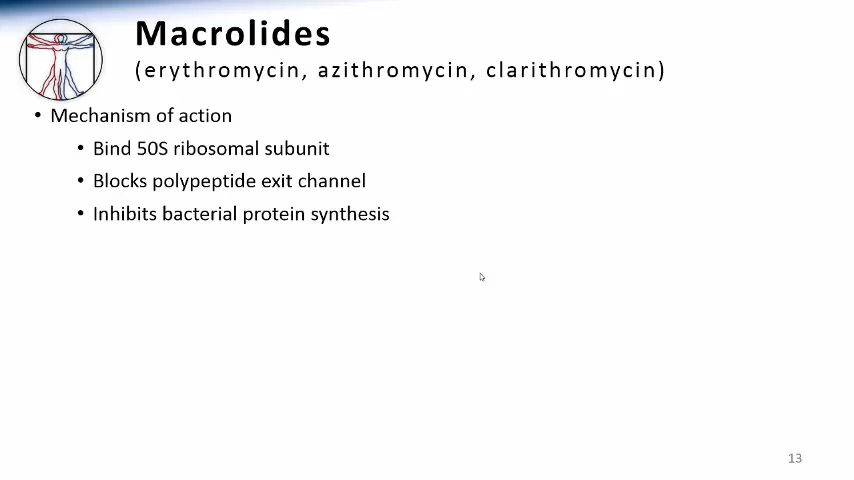 Macrolides
(erythromycin, azithromycin, clarithromycin)
• Mechanism of action
• Bind 50S ribosomal subunit
• Blocks polypeptide exit channel
• Inhibits bacterial protein synthesis
13